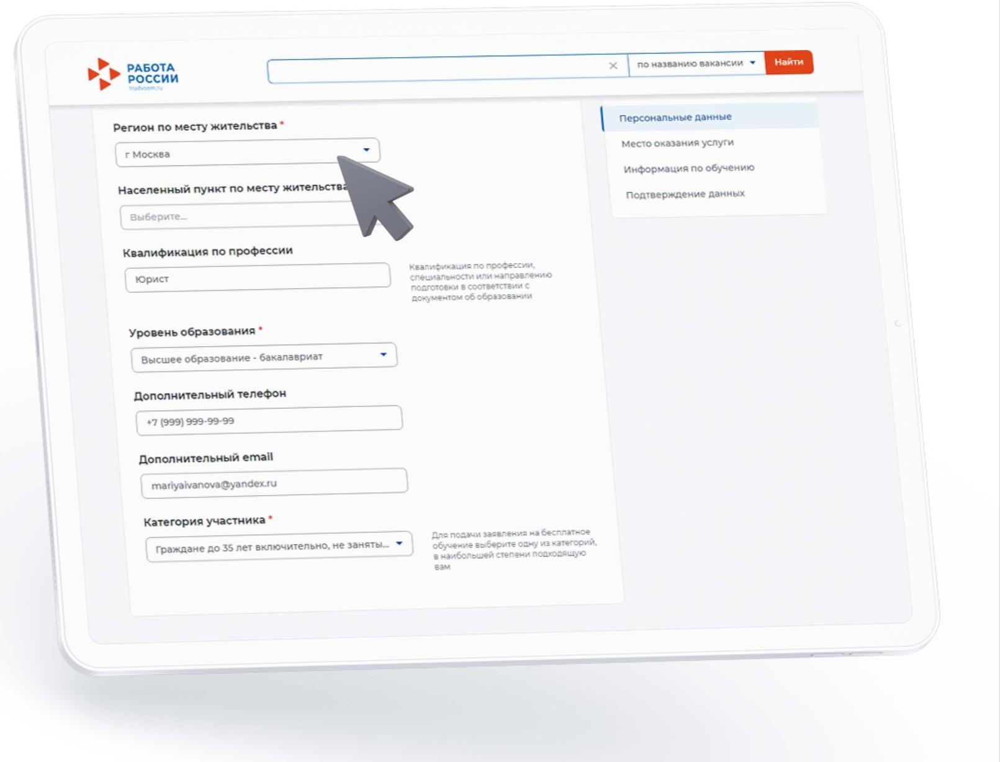 РАБОТА
РОССИИ
trudvsem.ru
по названию вакансии
Найти
Регион по месту жительства *
г Москва
Населенный пункт по месту жительства
Выберите...
Квалификация по профессии
Юрист
Квалификация по профессии,
специальности или направлению
подготовки в соответствии с
документом об образовании
Уровень образования *
Высшее образование - бакалавриат
Дополнительный телефон
+7 (999) 999-99-99
Дополнительный email
mariyaivanova@yandex.ru
Категория участника *
Граждане до 35 лет включительно, не заняты...
Для подачи заявления на бесплатное
обучение выберите одну из категорий,
в наибольшей степени подходящую
вам
Персональные данные
Место оказания услуги
Информация по обучению
Подтверждение данных